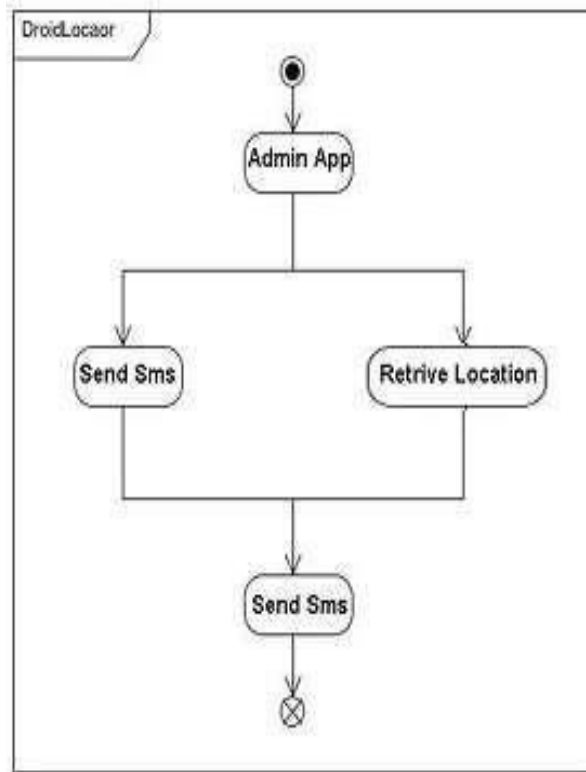 DroidLocaor
Admin App
Send Sms
Retrive Location
Send Sms